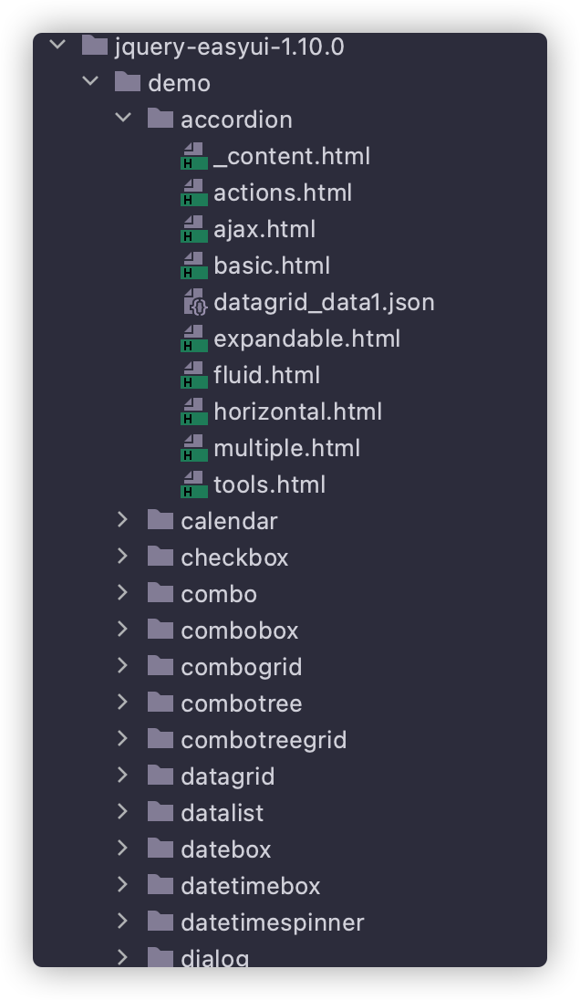 jquery-easyui-1.10.0
demo
accordion
_content.html
actions.html
ajax.html
basic.html
datagrid_data1.json
expandable.html
fluid.html
horizontal.html
multiple.html
tools.html
calendar
checkbox
combo
combobox
combogrid
combotree
combotreegrid
datagrid
datalist
datebox
datetimebox
datetimespinner
dialog